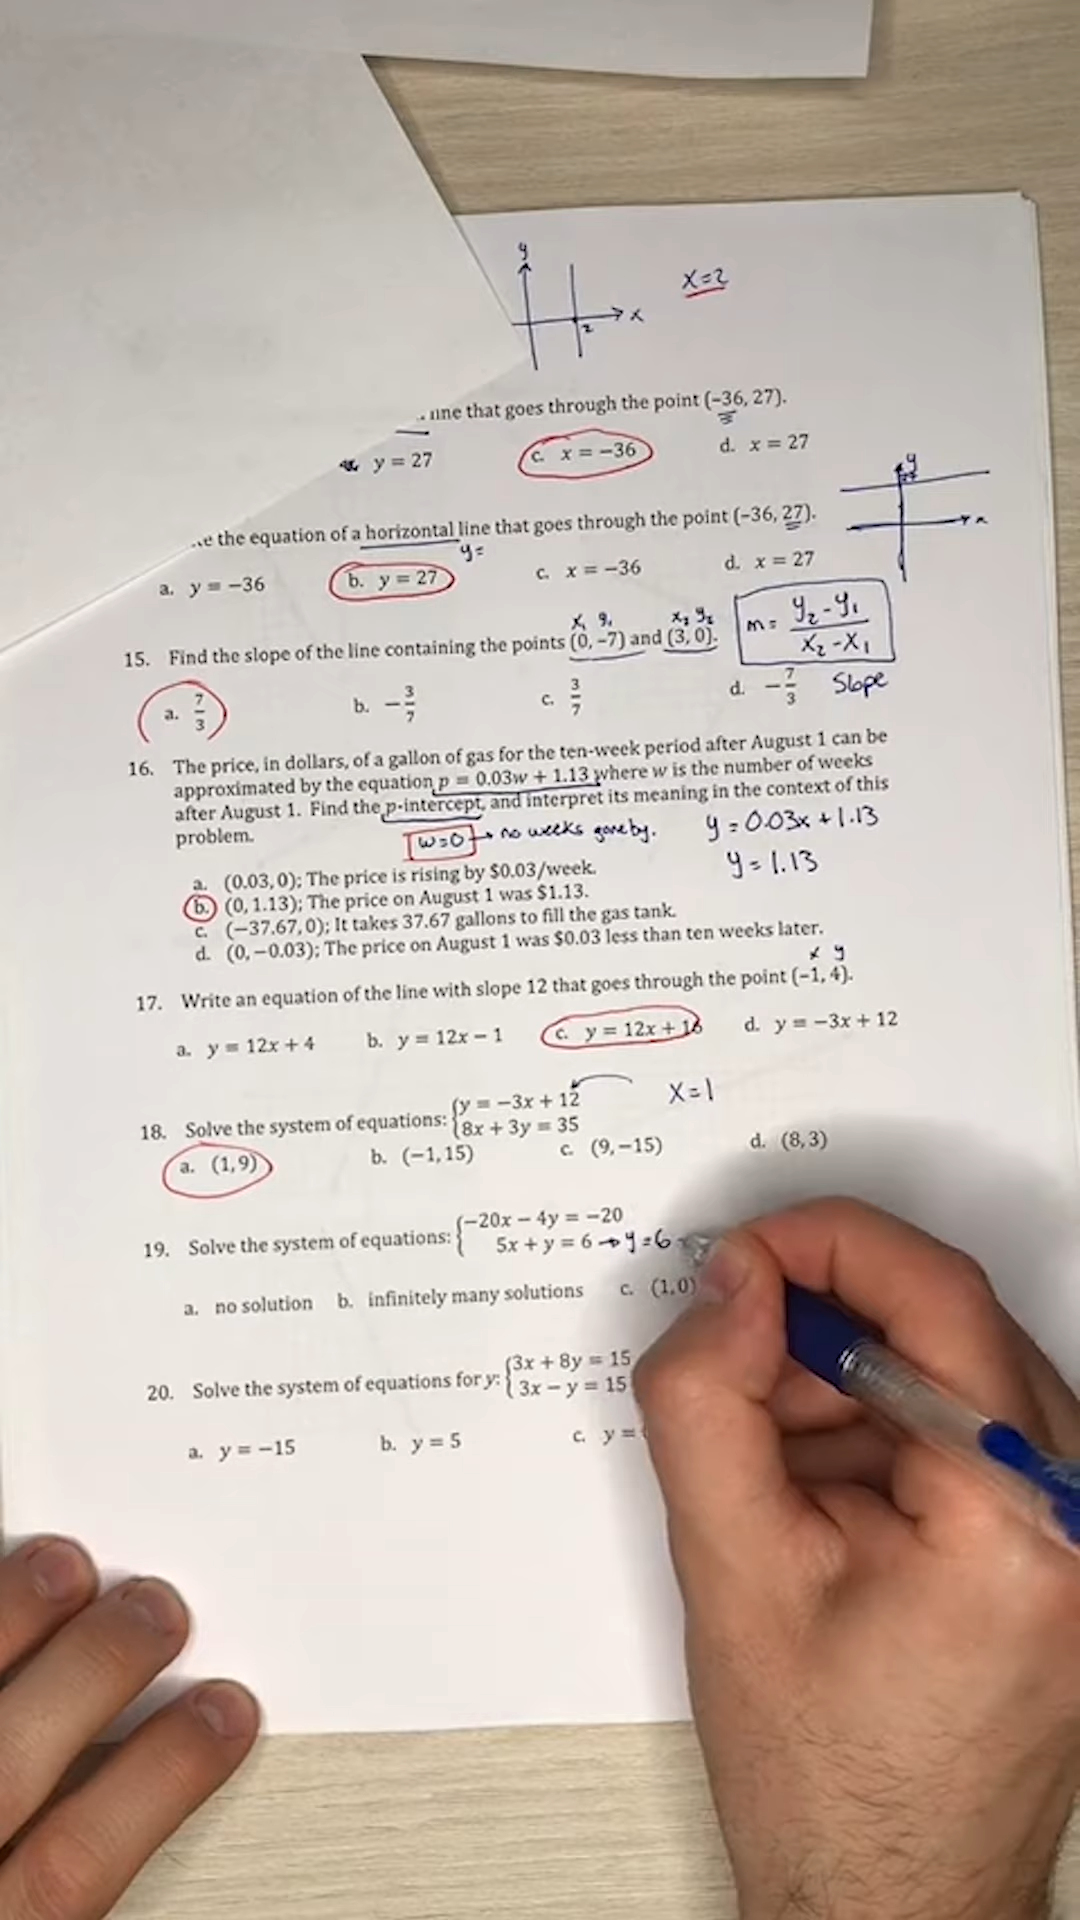 y
x=2
x
2
line that goes through the point (−36, 27).
y = 27
c. x = −36
d. x = 27
y
x
the equation of a horizontal line that goes through the point (−36, 27).
y=
a. y = −36
b. y = 27
c. x = −36
d. x = 27
x₁ y₁ x₂ y₂
15. Find the slope of the line containing the points (0, −7) and (3, 0).
m = y₂-y₁ / x₂-x₁
Slope
a. 7/3
b. −3/7
c. 3/7
d. −7/3
16. The price, in dollars, of a gallon of gas for the ten-week period after August 1 can be
approximated by the equation p = 0.03w + 1.13 where w is the number of weeks
after August 1. Find the p-intercept, and interpret its meaning in the context of this
problem.
w=0 → no weeks gone by.
y = 0.03x + 1.13
y = 1.13
a. (0.03, 0); The price is rising by $0.03/week.
b. (0, 1.13); The price on August 1 was $1.13.
c. (−37.67, 0); It takes 37.67 gallons to fill the gas tank.
d. (0, −0.03); The price on August 1 was $0.03 less than ten weeks later.
x y
17. Write an equation of the line with slope 12 that goes through the point (−1, 4).
a. y = 12x + 4
b. y = 12x − 1
c. y = 12x + 16
d. y = −3x + 12
x=1
18. Solve the system of equations: {y = −3x + 12
8x + 3y = 35
a. (1, 9)
b. (−1, 15)
c. (9, −15)
d. (8, 3)
19. Solve the system of equations: {−20x − 4y = −20
5x + y = 6 → y = 6
a. no solution
b. infinitely many solutions
c. (1,0)
20. Solve the system of equations for y: {3x + 8y = 15
3x − y = 15
a. y = −15
b. y = 5
c. y =